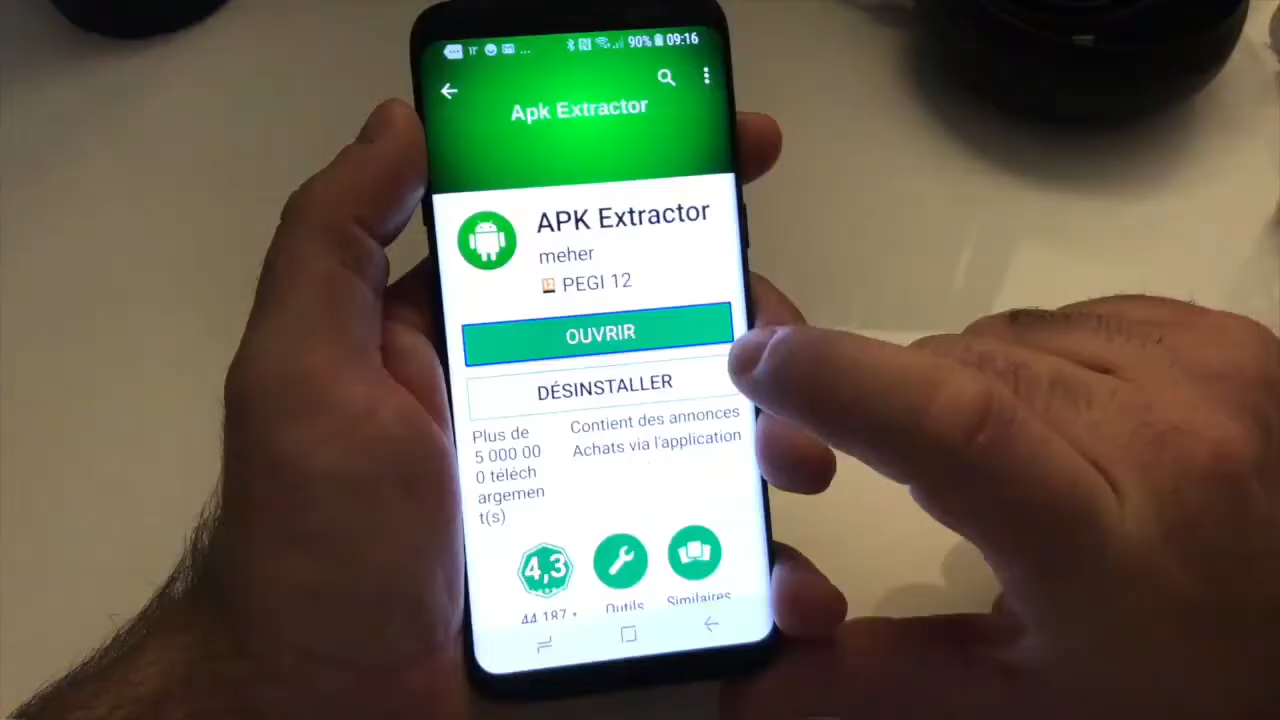 90% 09:16
Apk Extractor
APK Extractor
meher
PEGI 12
OUVRIR
DÉSINSTALLER
Plus de
5 000 00
0 téléch
argemen
t(s)
Contient des annonces
Achats via l'application
4,3
44 187
Outils
Similaires